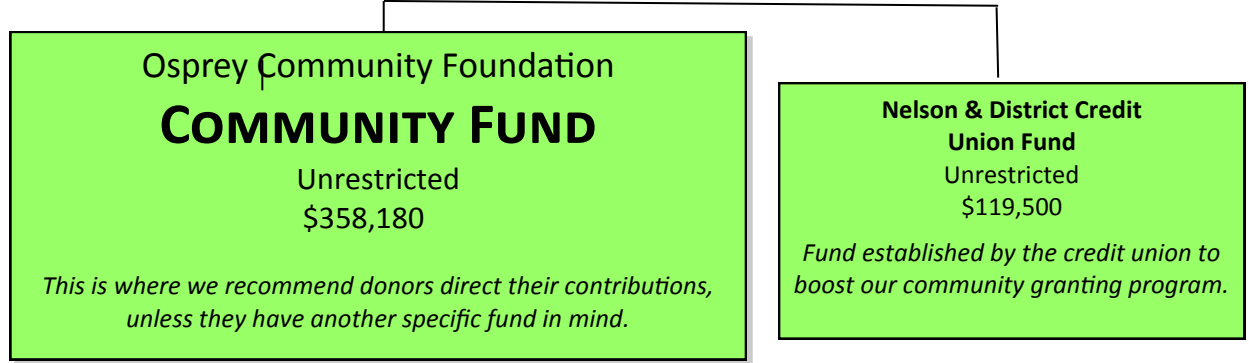 Osprey Community Foundation
COMMUNITY FUND
Unrestricted
$358,180
This is where we recommend donors direct their contributions,
unless they have another specific fund in mind.
Nelson & District Credit
Union Fund
Unrestricted
$119,500
Fund established by the credit union to
boost our community granting program.